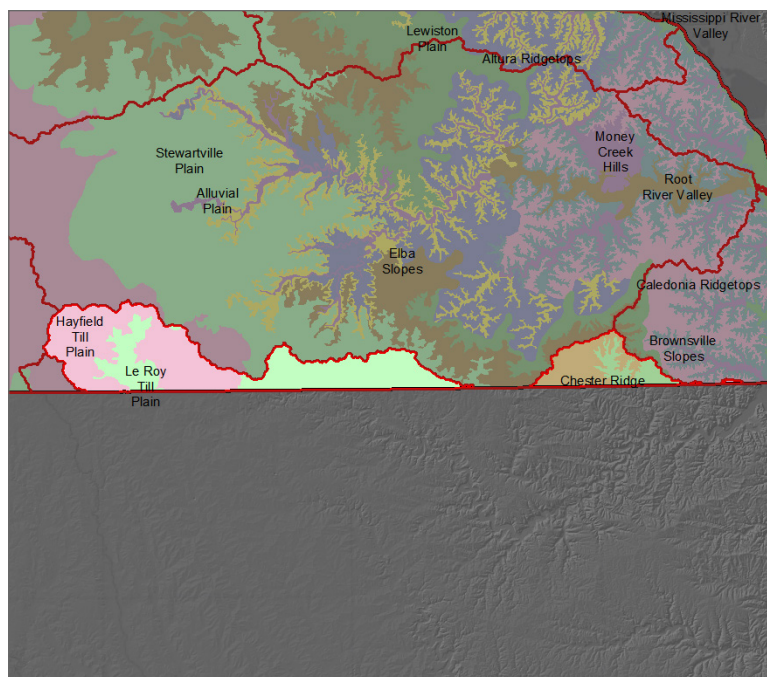 Mississippi River
Valley
Lewiston
Plain
Altura Ridgetops
Money
Creek
Hills
Stewartville
Plain
Root
River Valley
Alluvial
Plain
Elba
Slopes
Caledonia Ridgetops
Hayfield
Till
Plain
Brownsville
Slopes
Le Roy
Till
Plain
Chester Ridge